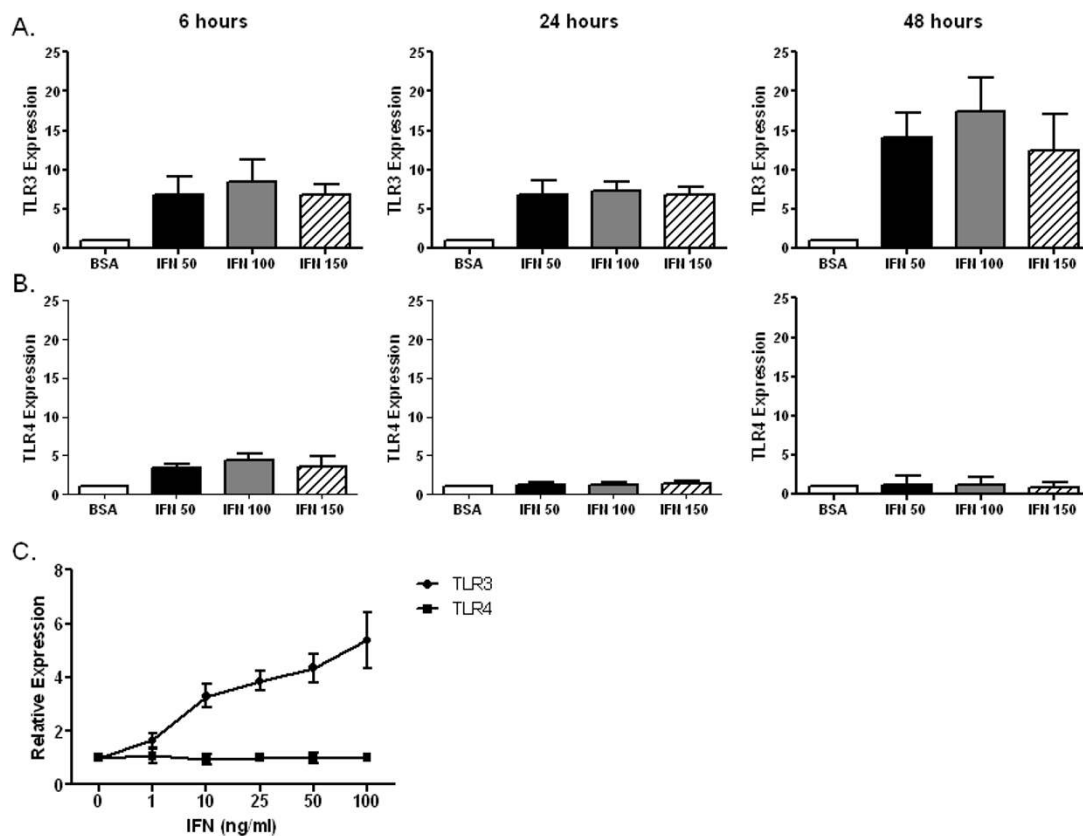 A.
6 hours
24 hours
48 hours
TLR3 Expression
25
20
15
10
5
0
BSA IFN 50 IFN 100 IFN 150
TLR3 Expression
25
20
15
10
5
0
BSA IFN 50 IFN 100 IFN 150
TLR3 Expression
25
20
15
10
5
0
BSA IFN 50 IFN 100 IFN 150
B.
TLR4 Expression
25
20
15
10
5
0
BSA IFN 50 IFN 100 IFN 150
TLR4 Expression
25
20
15
10
5
0
BSA IFN 50 IFN 100 IFN 150
TLR4 Expression
25
20
15
10
5
0
BSA IFN 50 IFN 100 IFN 150
C.
Relative Expression
8
6
4
2
0
0 1 10 25 50 100
IFN (ng/ml)
TLR3
TLR4